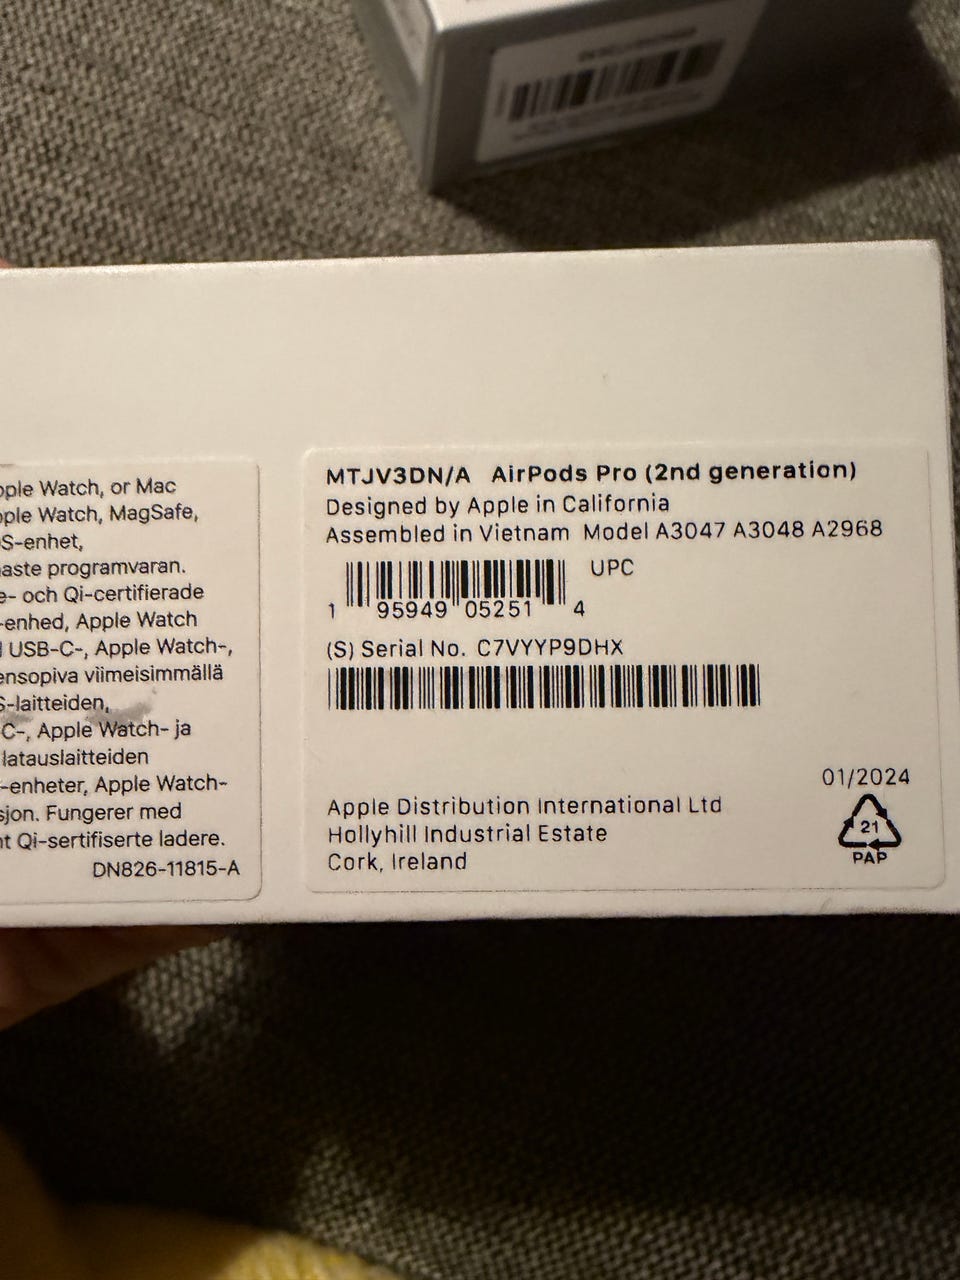 ple Watch, or Mac
ple Watch, MagSafe,
S-enhet,
aste programvaran.
e- och Qi-certifierade
-enhed, Apple Watch
USB-C-, Apple Watch-,
ensopiva viimeisimmällä
S-laitteiden,
C-, Apple Watch- ja
latauslaitteiden
-enheter, Apple Watch-
sjon. Fungerer med
t Qi-sertifiserte ladere.
DN826-11815-A
MTJV3DN/A AirPods Pro (2nd generation)
Designed by Apple in California
Assembled in Vietnam Model A3047 A3048 A2968
UPC
1 95949 05251 4
(S) Serial No. C7VYYP9DHX
01/2024
Apple Distribution International Ltd
Hollyhill Industrial Estate
Cork, Ireland
21
PAP